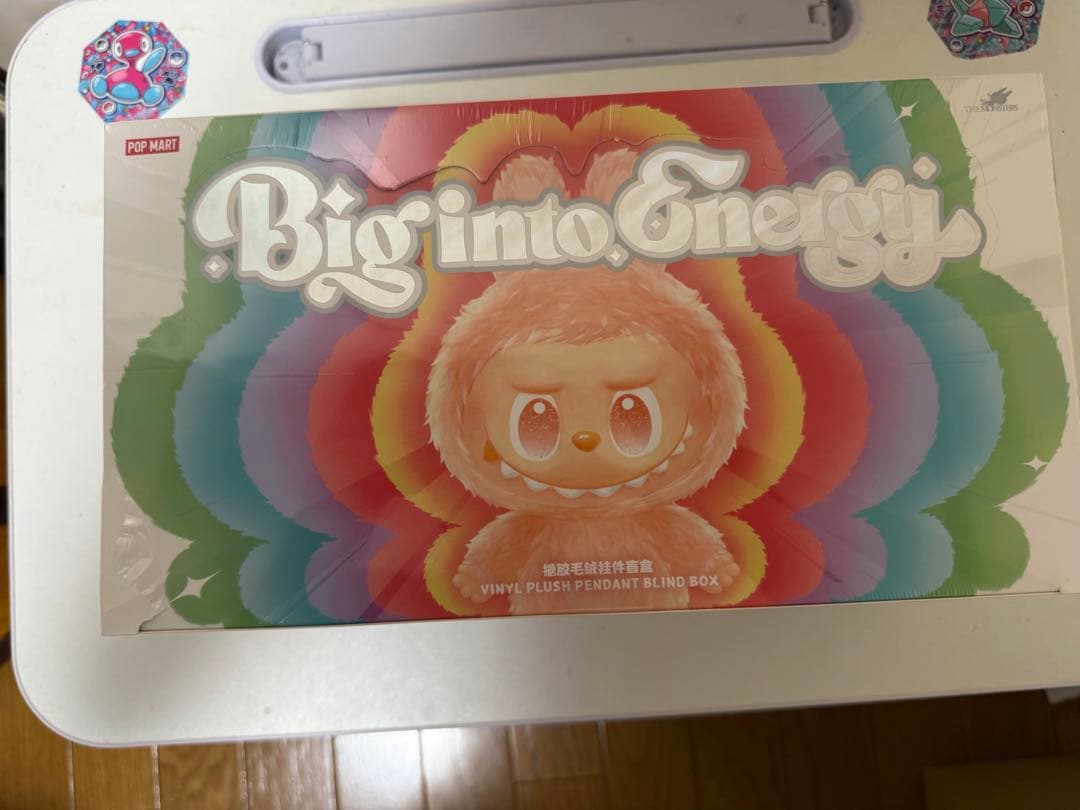 POP MART
THE MONSTERS
Big into Energy
搪胶毛绒挂件盲盒
VINYL PLUSH PENDANT BLIND BOX